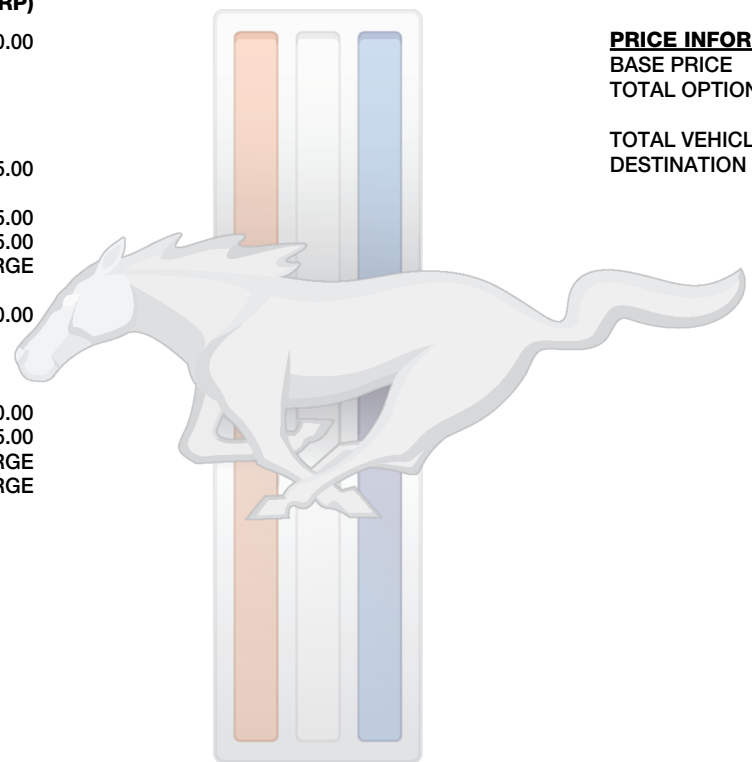 RP)
0.00
5.00
5.00
5.00
RGE
0.00
0.00
5.00
RGE
RGE
PRICE INFOR
BASE PRICE
TOTAL OPTION
TOTAL VEHICL
DESTINATION